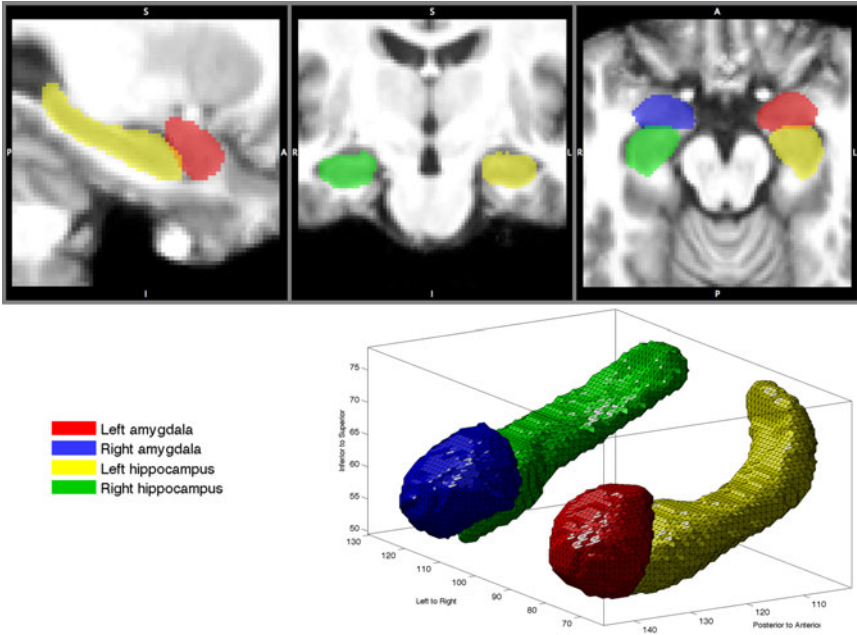 S
S
A
P
A
R
L
R
L
I
I
P
Left amygdala
Right amygdala
Left hippocampus
Right hippocampus
Inferior to Superior
75
70
65
60
55
50
130
120
110
100
90
80
70
Left to Right
140
130
120
110
Posterior to Anterior